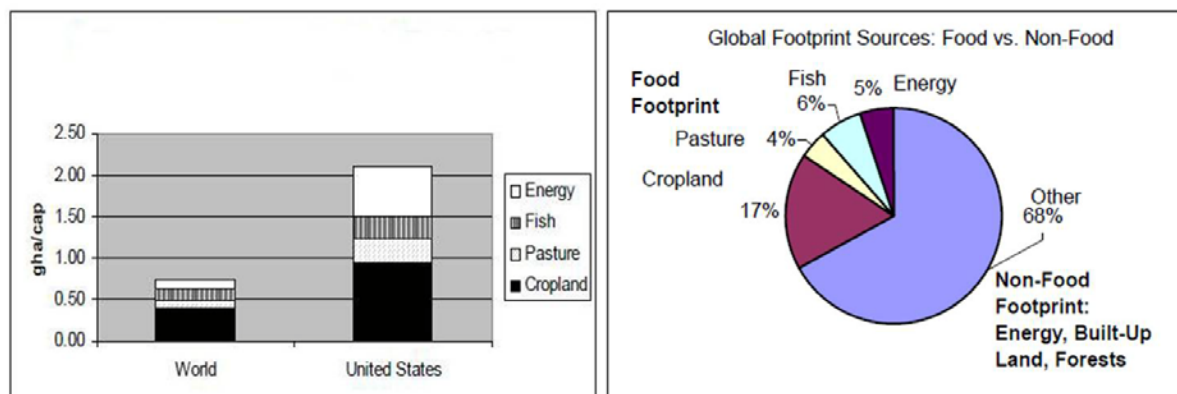 2.50
2.00
1.50
1.00
0.50
0.00
gha/cap
World
United States
Energy
Fish
Pasture
Cropland
Global Footprint Sources: Food vs. Non-Food
Food
Footprint
Fish
6%
5%
Energy
Pasture
4%
Cropland
17%
Other
68%
Non-Food
Footprint:
Energy, Built-Up
Land, Forests